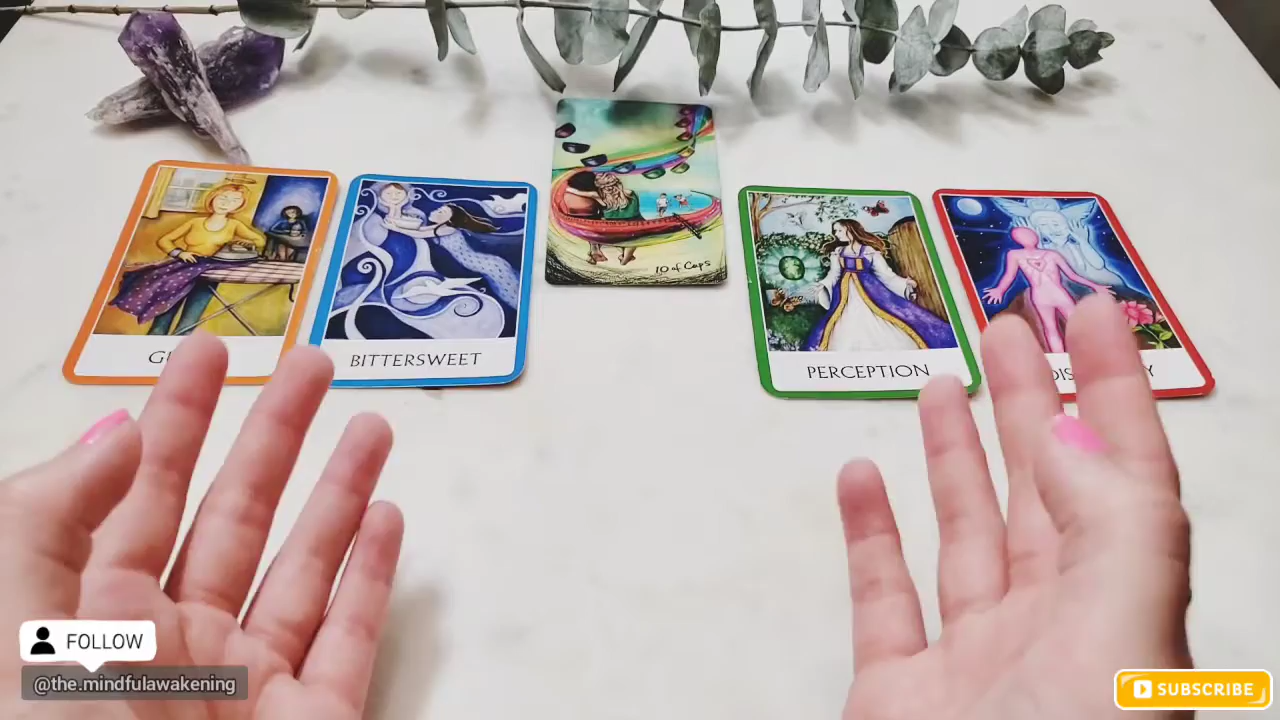 10 of Cups
BITTERSWEET
PERCEPTION
FOLLOW
@the.mindfulawakening
SUBSCRIBE